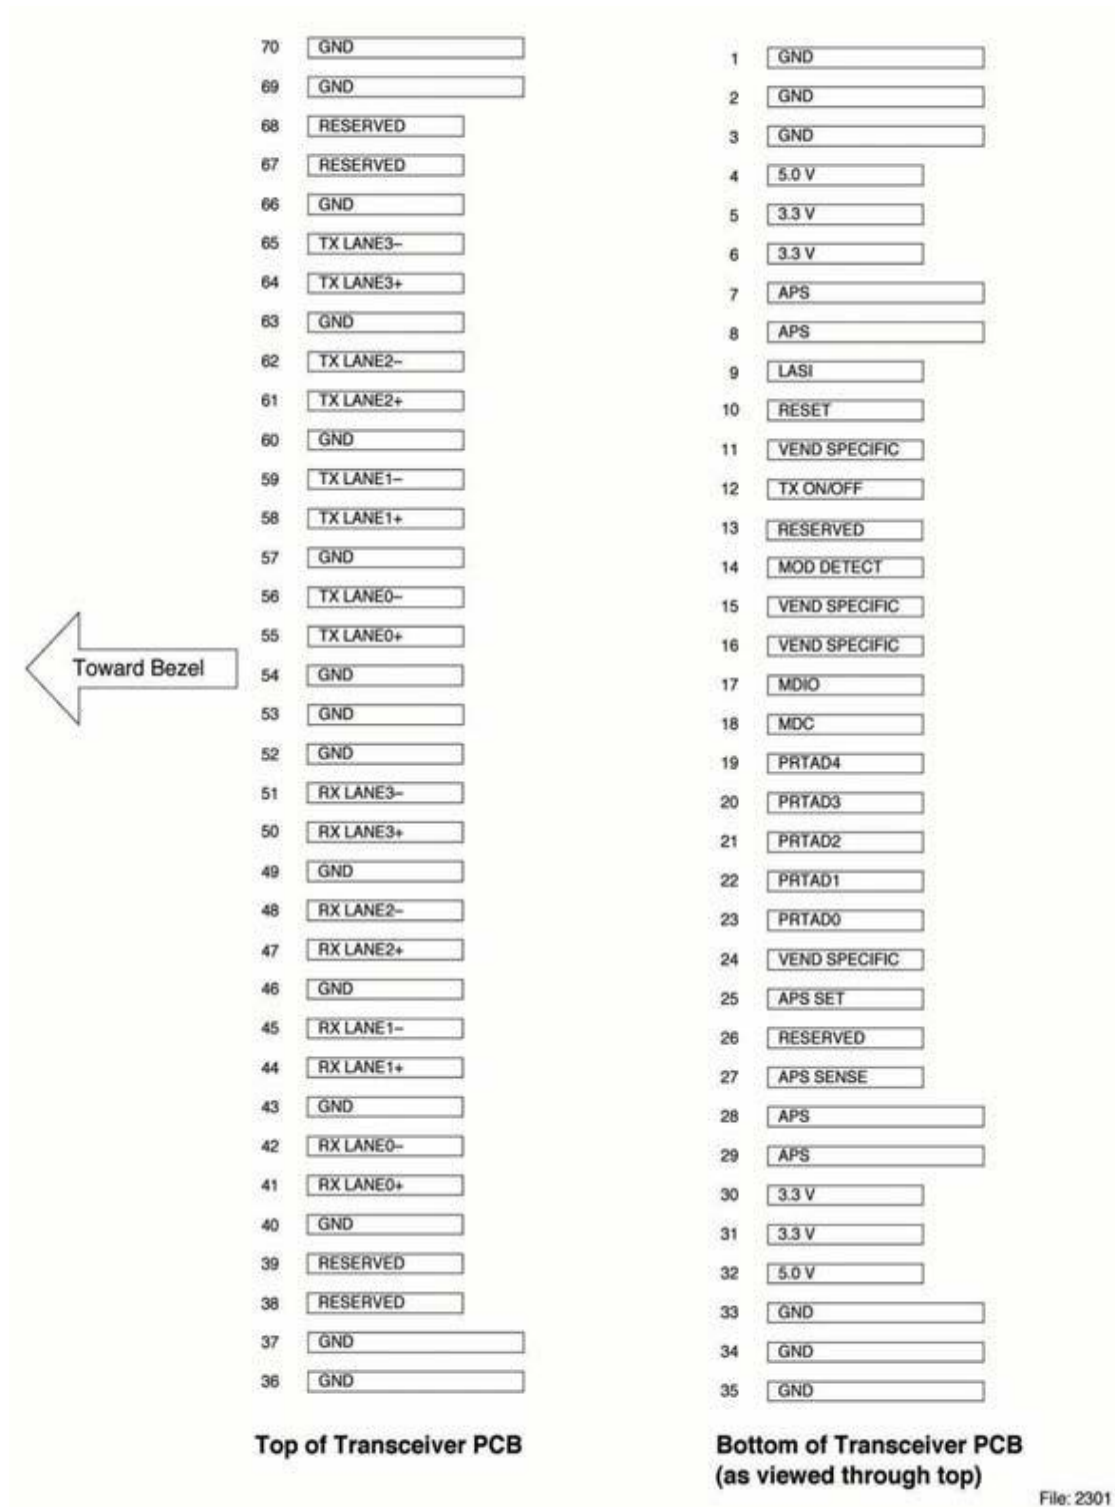 70 GND
69 GND
68 RESERVED
67 RESERVED
66 GND
65 TX LANE3–
64 TX LANE3+
63 GND
62 TX LANE2–
61 TX LANE2+
60 GND
59 TX LANE1–
58 TX LANE1+
57 GND
56 TX LANE0–
55 TX LANE0+
Toward Bezel
54 GND
53 GND
52 GND
51 RX LANE3–
50 RX LANE3+
49 GND
48 RX LANE2–
47 RX LANE2+
46 GND
45 RX LANE1–
44 RX LANE1+
43 GND
42 RX LANE0–
41 RX LANE0+
40 GND
39 RESERVED
38 RESERVED
37 GND
36 GND
Top of Transceiver PCB
1 GND
2 GND
3 GND
4 5.0 V
5 3.3 V
6 3.3 V
7 APS
8 APS
9 LASI
10 RESET
11 VEND SPECIFIC
12 TX ON/OFF
13 RESERVED
14 MOD DETECT
15 VEND SPECIFIC
16 VEND SPECIFIC
17 MDIO
18 MDC
19 PRTAD4
20 PRTAD3
21 PRTAD2
22 PRTAD1
23 PRTAD0
24 VEND SPECIFIC
25 APS SET
26 RESERVED
27 APS SENSE
28 APS
29 APS
30 3.3 V
31 3.3 V
32 5.0 V
33 GND
34 GND
35 GND
Bottom of Transceiver PCB
(as viewed through top)
File: 2301